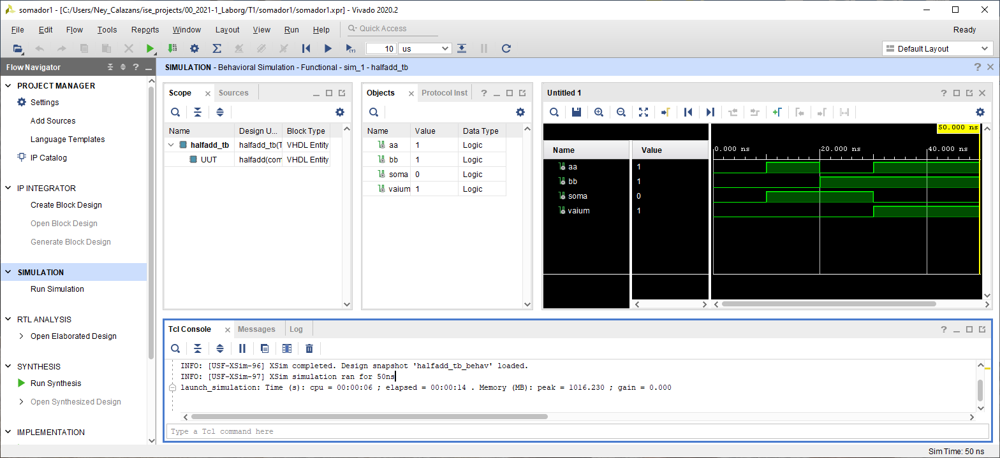 somador1 - [C:/Users/Ney_Calazans/ise_projects/00_2021-1_Laborg/T1/somador1/somador1.xpr] - Vivado 2020.2
File Edit Flow Tools Reports Window Layout View Run Help Quick Access Ready
10 us Default Layout
Flow Navigator
PROJECT MANAGER
Settings
Add Sources
Language Templates
IP Catalog
IP INTEGRATOR
Create Block Design
Open Block Design
Generate Block Design
SIMULATION
Run Simulation
RTL ANALYSIS
Open Elaborated Design
SYNTHESIS
Run Synthesis
Open Synthesized Design
IMPLEMENTATION
SIMULATION - Behavioral Simulation - Functional - sim_1 - halfadd_tb
Scope Sources
Name Design U... Block Type
halfadd_tb halfadd_tb(T VHDL Entity
UUT halfadd(com VHDL Entity
Objects Protocol Inst
Name Value Data Type
aa 1 Logic
bb 1 Logic
soma 0 Logic
vaium 1 Logic
Untitled 1
50.000 ns
0.000 ns 20.000 ns 40.000 ns
Name Value
aa 1
bb 1
soma 0
vaium 1
Tcl Console Messages Log
INFO: [USF-XSim-96] XSim completed. Design snapshot 'halfadd_tb_behav' loaded.
INFO: [USF-XSim-97] XSim simulation ran for 50ns
launch_simulation: Time (s): cpu = 00:00:06 ; elapsed = 00:00:14 . Memory (MB): peak = 1016.230 ; gain = 0.000
Type a Tcl command here
Sim Time: 50 ns